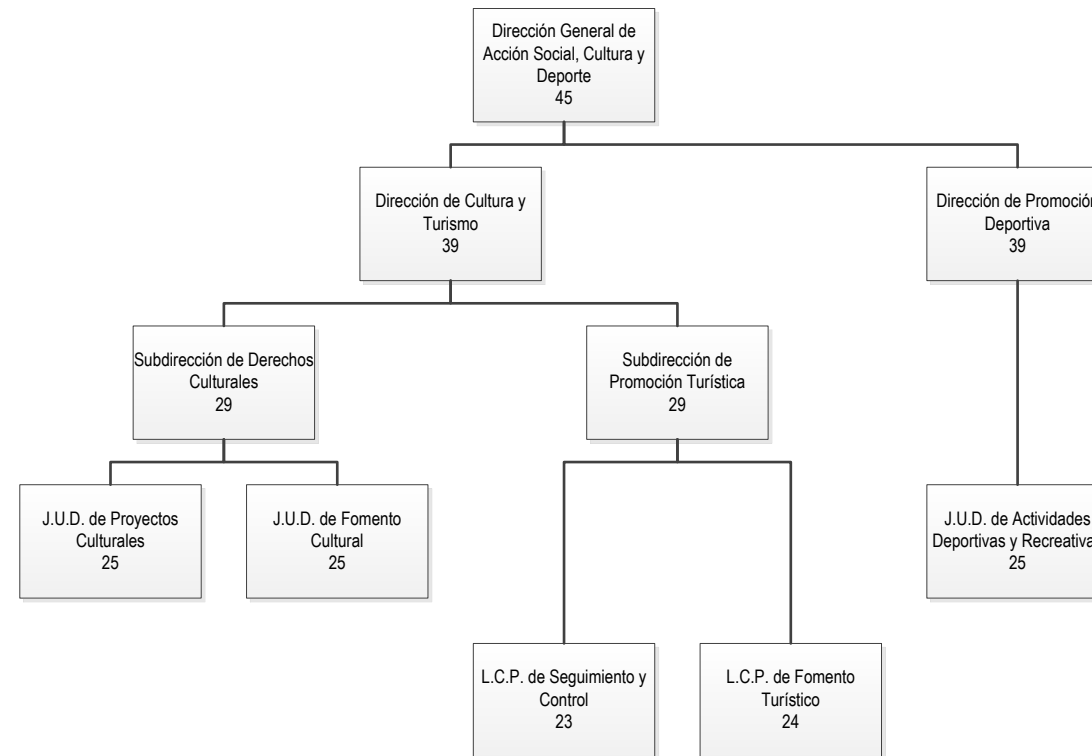 Dirección General de
Acción Social, Cultura y
Deporte
45
Dirección de Cultura y
Turismo
39
Dirección de Promoción
Deportiva
39
Subdirección de Derechos
Culturales
29
Subdirección de
Promoción Turística
29
J.U.D. de Proyectos
Culturales
25
J.U.D. de Fomento
Cultural
25
J.U.D. de Actividades
Deportivas y Recreativa
25
L.C.P. de Seguimiento y
Control
23
L.C.P. de Fomento
Turístico
24